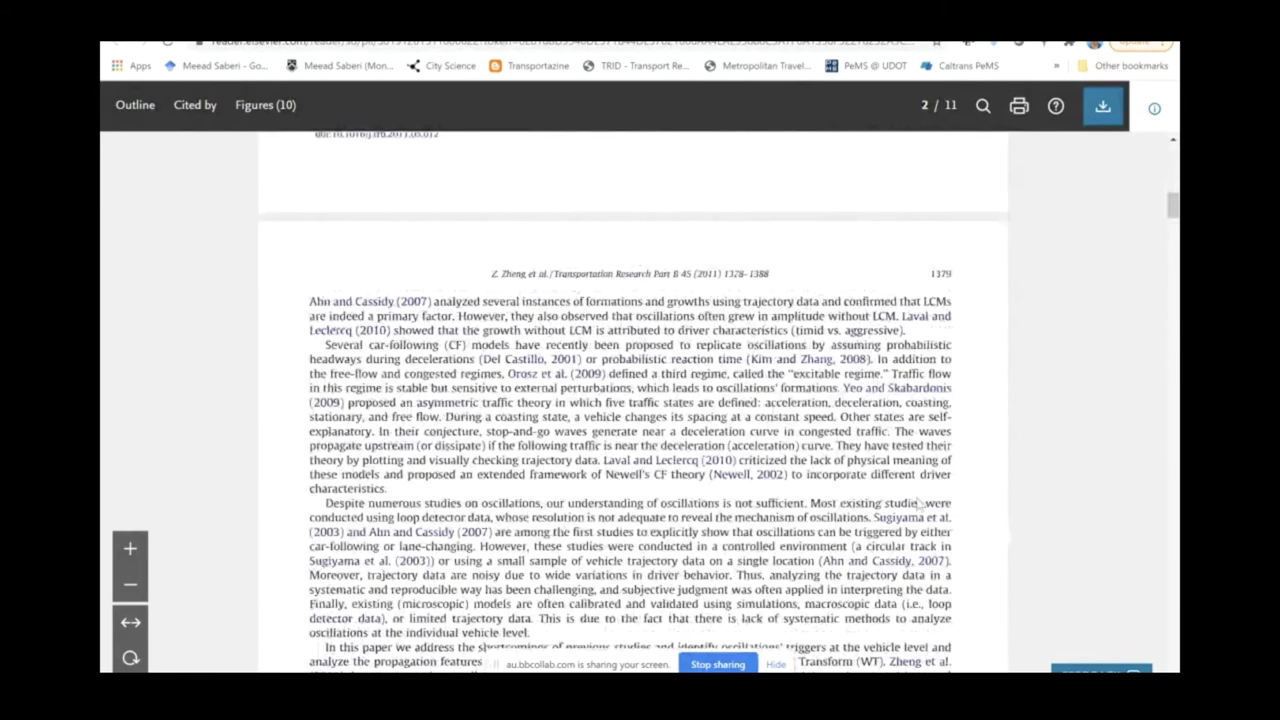 Apps Meead Saberi - Go... Meead Saberi (Mon... City Science Transportazine TRID - Transport Re... Metropolitan Travel... PeMS @ UDOT Caltrans PeMS » Other bookmarks
Outline Cited by Figures (10) 2 / 11
doi:10.1016/j.trb.2011.05.012
Z. Zheng et al. / Transportation Research Part B 45 (2011) 1378–1388 1379
Ahn and Cassidy (2007) analyzed several instances of formations and growths using trajectory data and confirmed that LCMs
are indeed a primary factor. However, they also observed that oscillations often grew in amplitude without LCM. Laval and
Leclercq (2010) showed that the growth without LCM is attributed to driver characteristics (timid vs. aggressive).
Several car-following (CF) models have recently been proposed to replicate oscillations by assuming probabilistic
headways during decelerations (Del Castillo, 2001) or probabilistic reaction time (Kim and Zhang, 2008). In addition to
the free-flow and congested regimes, Orosz et al. (2009) defined a third regime, called the “excitable regime.” Traffic flow
in this regime is stable but sensitive to external perturbations, which leads to oscillations’ formations. Yeo and Skabardonis
(2009) proposed an asymmetric traffic theory in which five traffic states are defined: acceleration, deceleration, coasting,
stationary, and free flow. During a coasting state, a vehicle changes its spacing at a constant speed. Other states are self-
explanatory. In their conjecture, stop-and-go waves generate near a deceleration curve in congested traffic. The waves
propagate upstream (or dissipate) if the following traffic is near the deceleration (acceleration) curve. They have tested their
theory by plotting and visually checking trajectory data. Laval and Leclercq (2010) criticized the lack of physical meaning of
these models and proposed an extended framework of Newell’s CF theory (Newell, 2002) to incorporate different driver
characteristics.
Despite numerous studies on oscillations, our understanding of oscillations is not sufficient. Most existing studies were
conducted using loop detector data, whose resolution is not adequate to reveal the mechanism of oscillations. Sugiyama et al.
(2003) and Ahn and Cassidy (2007) are among the first studies to explicitly show that oscillations can be triggered by either
car-following or lane-changing. However, these studies were conducted in a controlled environment (a circular track in
Sugiyama et al. (2003)) or using a small sample of vehicle trajectory data on a single location (Ahn and Cassidy, 2007).
Moreover, trajectory data are noisy due to wide variations in driver behavior. Thus, analyzing the trajectory data in a
systematic and reproducible way has been challenging, and subjective judgment was often applied in interpreting the data.
Finally, existing (microscopic) models are often calibrated and validated using simulations, macroscopic data (i.e., loop
detector data), or limited trajectory data. This is due to the fact that there is lack of systematic methods to analyze
oscillations at the individual vehicle level.
In this paper we address the shortcomings of previous studies and identify oscillations’ triggers at the vehicle level and
analyze the propagation features Transform (WT). Zheng et al.
au.bbcollab.com is sharing your screen. Stop sharing Hide